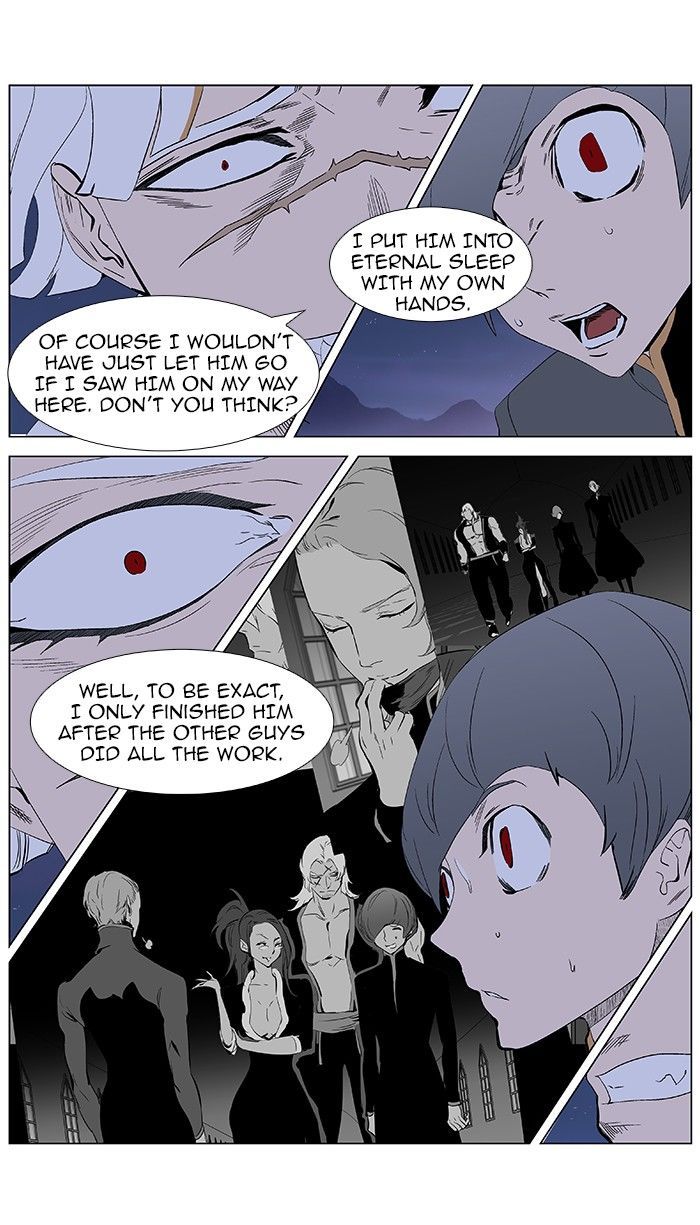 OF COURSE I WOULDN'T
HAVE JUST LET HIM GO
IF I SAW HIM ON MY WAY
HERE. DON'T YOU THINK?
I PUT HIM INTO
ETERNAL SLEEP
WITH MY OWN
HANDS.
WELL, TO BE EXACT,
I ONLY FINISHED HIM
AFTER THE OTHER GUYS
DID ALL THE WORK.